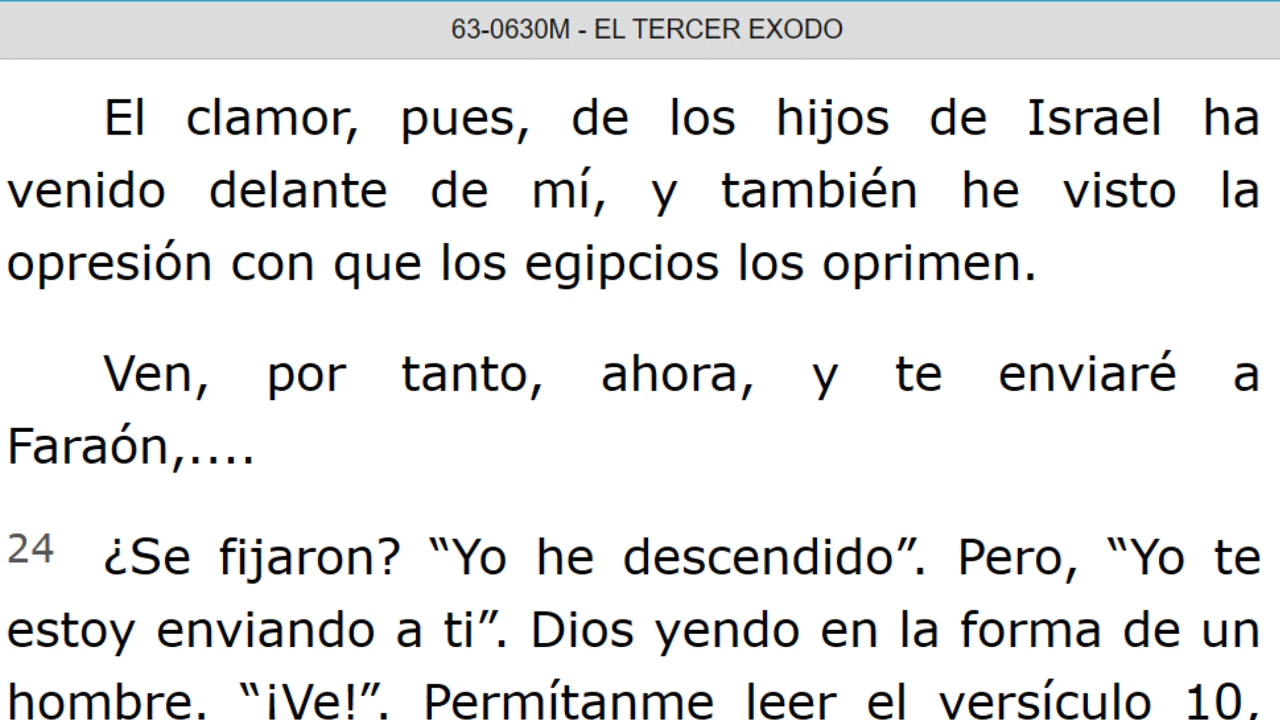 63-0630M - EL TERCER EXODO
El clamor, pues, de los hijos de Israel ha
venido delante de mí, y también he visto la
opresión con que los egipcios los oprimen.
Ven, por tanto, ahora, y te enviaré a
Faraón,....
24 ¿Se fijaron? “Yo he descendido”. Pero, “Yo te
estoy enviando a ti”. Dios yendo en la forma de un
hombre. “¡Ve!”. Permítanme leer el versículo 10,